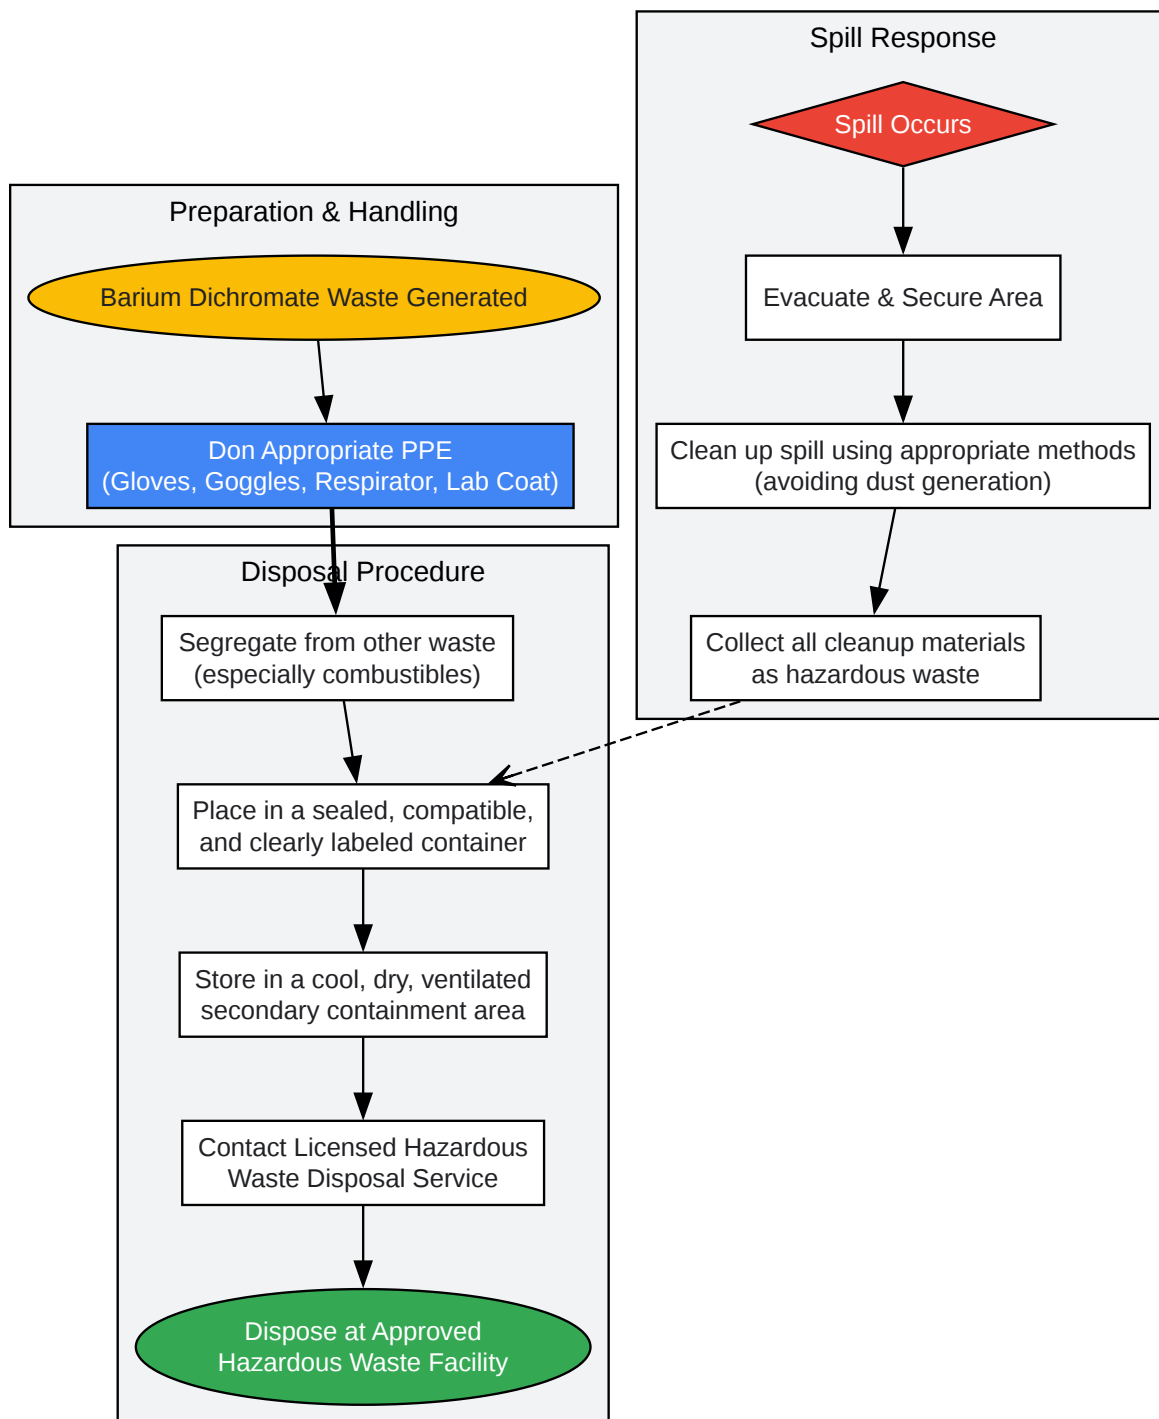 Spill Response
Spill Occurs
Evacuate & Secure Area
Clean up spill using appropriate methods
(avoiding dust generation)
Collect all cleanup materials
as hazardous waste
Preparation & Handling
Barium Dichromate Waste Generated
Don Appropriate PPE
(Gloves, Goggles, Respirator, Lab Coat)
Disposal Procedure
Segregate from other waste
(especially combustibles)
Place in a sealed, compatible,
and clearly labeled container
Store in a cool, dry, ventilated
secondary containment area
Contact Licensed Hazardous
Waste Disposal Service
Dispose at Approved
Hazardous Waste Facility